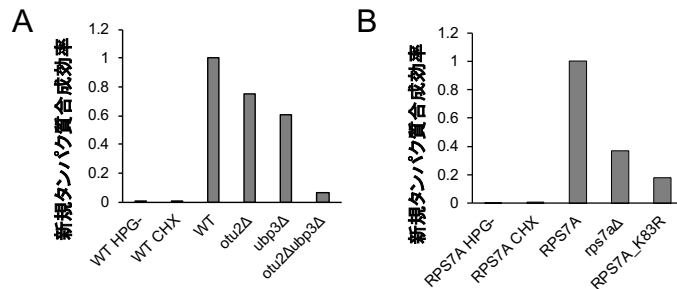 A
新規タンパク質合成効率
1.2
1
0.8
0.6
0.4
0.2
0
WT HPG-
WT CHX
WT
otu2Δ
ubp3Δ
otu2Δubp3Δ
B
新規タンパク質合成効率
1.2
1
0.8
0.6
0.4
0.2
0
RPS7A HPG-
RPS7A CHX
RPS7A
rps7aΔ
RPS7A_K83R